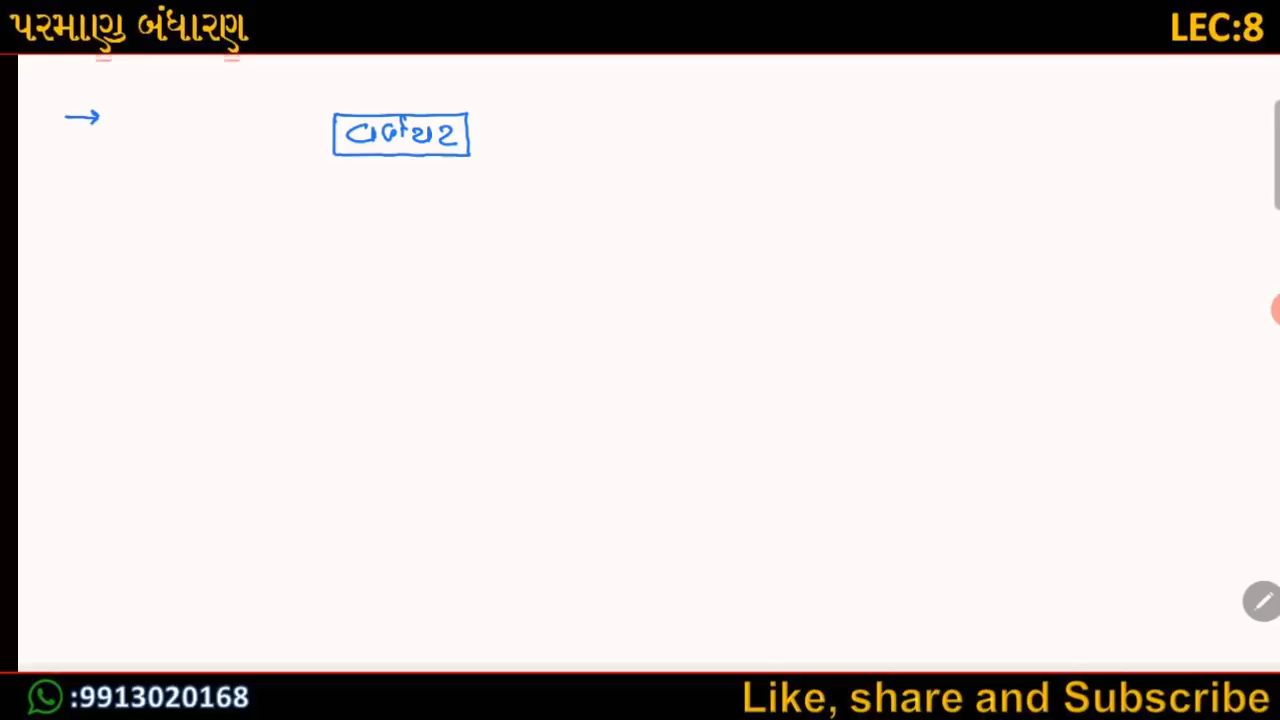 પરમાણુ બંધારણ
LEC:8
→
:9913020168
Like, share and Subscribe